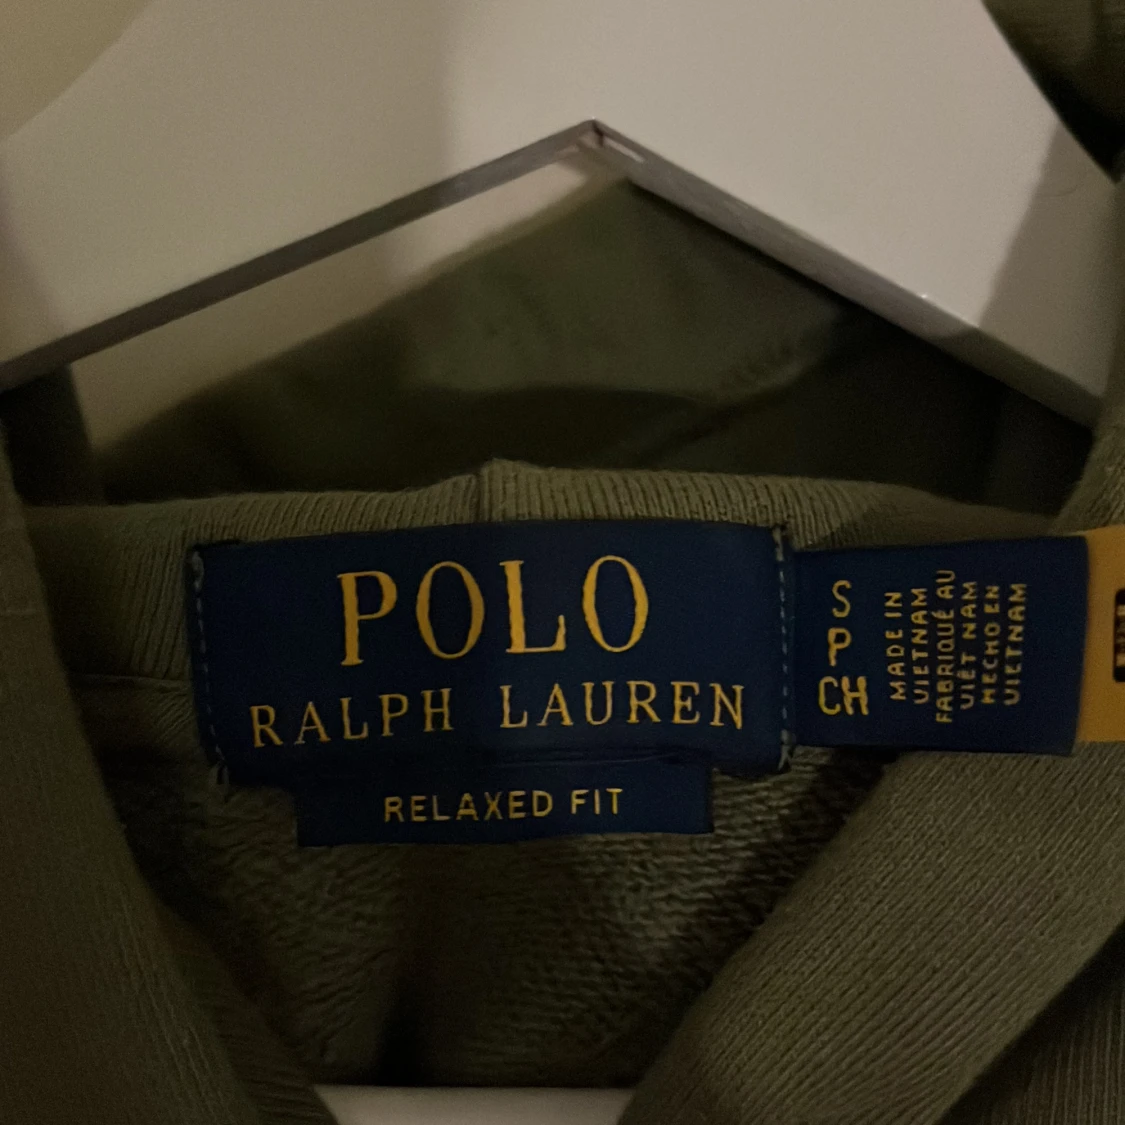 POLO
RALPH LAUREN
RELAXED FIT
S
P
CH
MADE IN
VIETNAM
FABRIQUÉ AU
VIÊT NAM
HECHO EN
VIETNAM